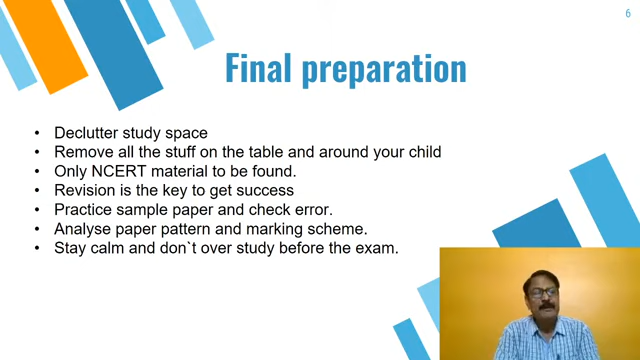 6
Final preparation
• Declutter study space
• Remove all the stuff on the table and around your child
• Only NCERT material to be found.
• Revision is the key to get success
• Practice sample paper and check error.
• Analyse paper pattern and marking scheme.
• Stay calm and don`t over study before the exam.